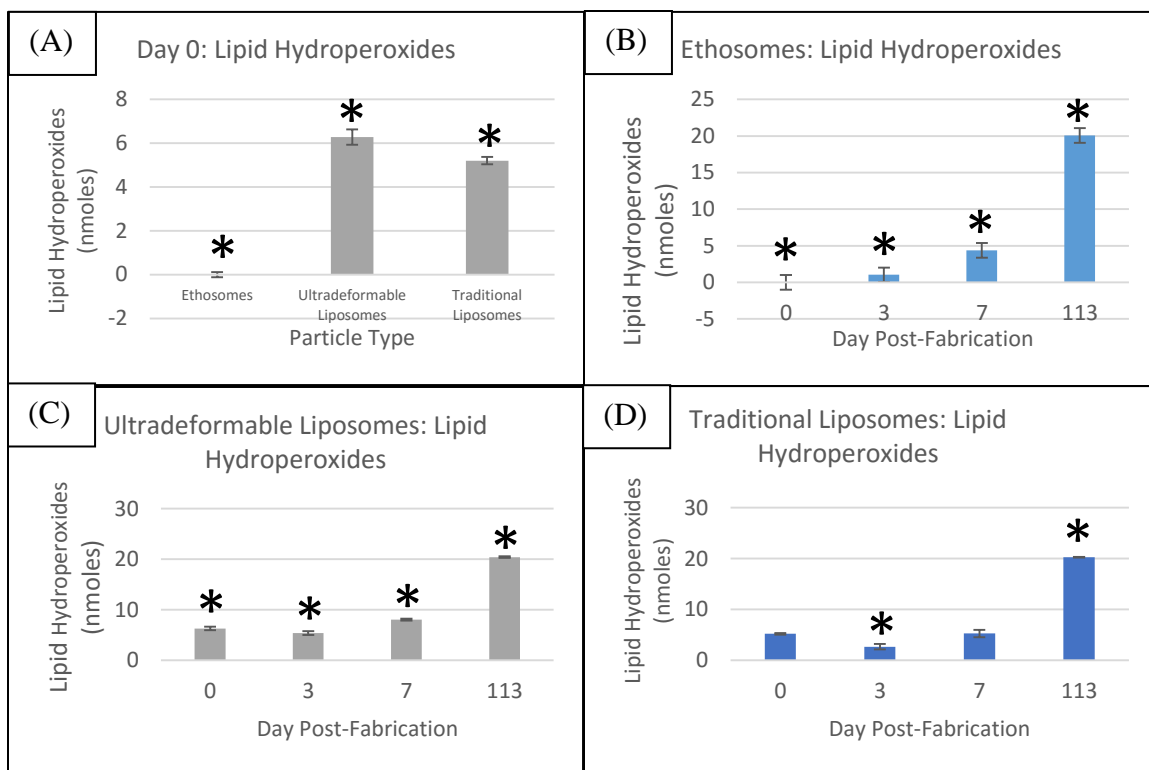 (A)
Day 0: Lipid Hydroperoxides
Lipid Hydroperoxides
(nmoles)
8
6
4
2
0
-2
*
*
*
Ethosomes
Ultradeformable
Liposomes
Traditional
Liposomes
Particle Type
(B)
Ethosomes: Lipid Hydroperoxides
Lipid Hydroperoxides
(nmoles)
25
20
15
10
5
0
-5
*
*
*
*
0 3 7 113
Day Post-Fabrication
(C)
Ultradeformable Liposomes: Lipid
Hydroperoxides
Lipid Hydroperoxides
(nmoles)
30
20
10
0
*
*
*
*
0 3 7 113
Day Post-Fabrication
(D)
Traditional Liposomes: Lipid
Hydroperoxides
Lipid Hydroperoxides
(nmoles)
30
20
10
0
*
*
0 3 7 113
Day Post-Fabrication